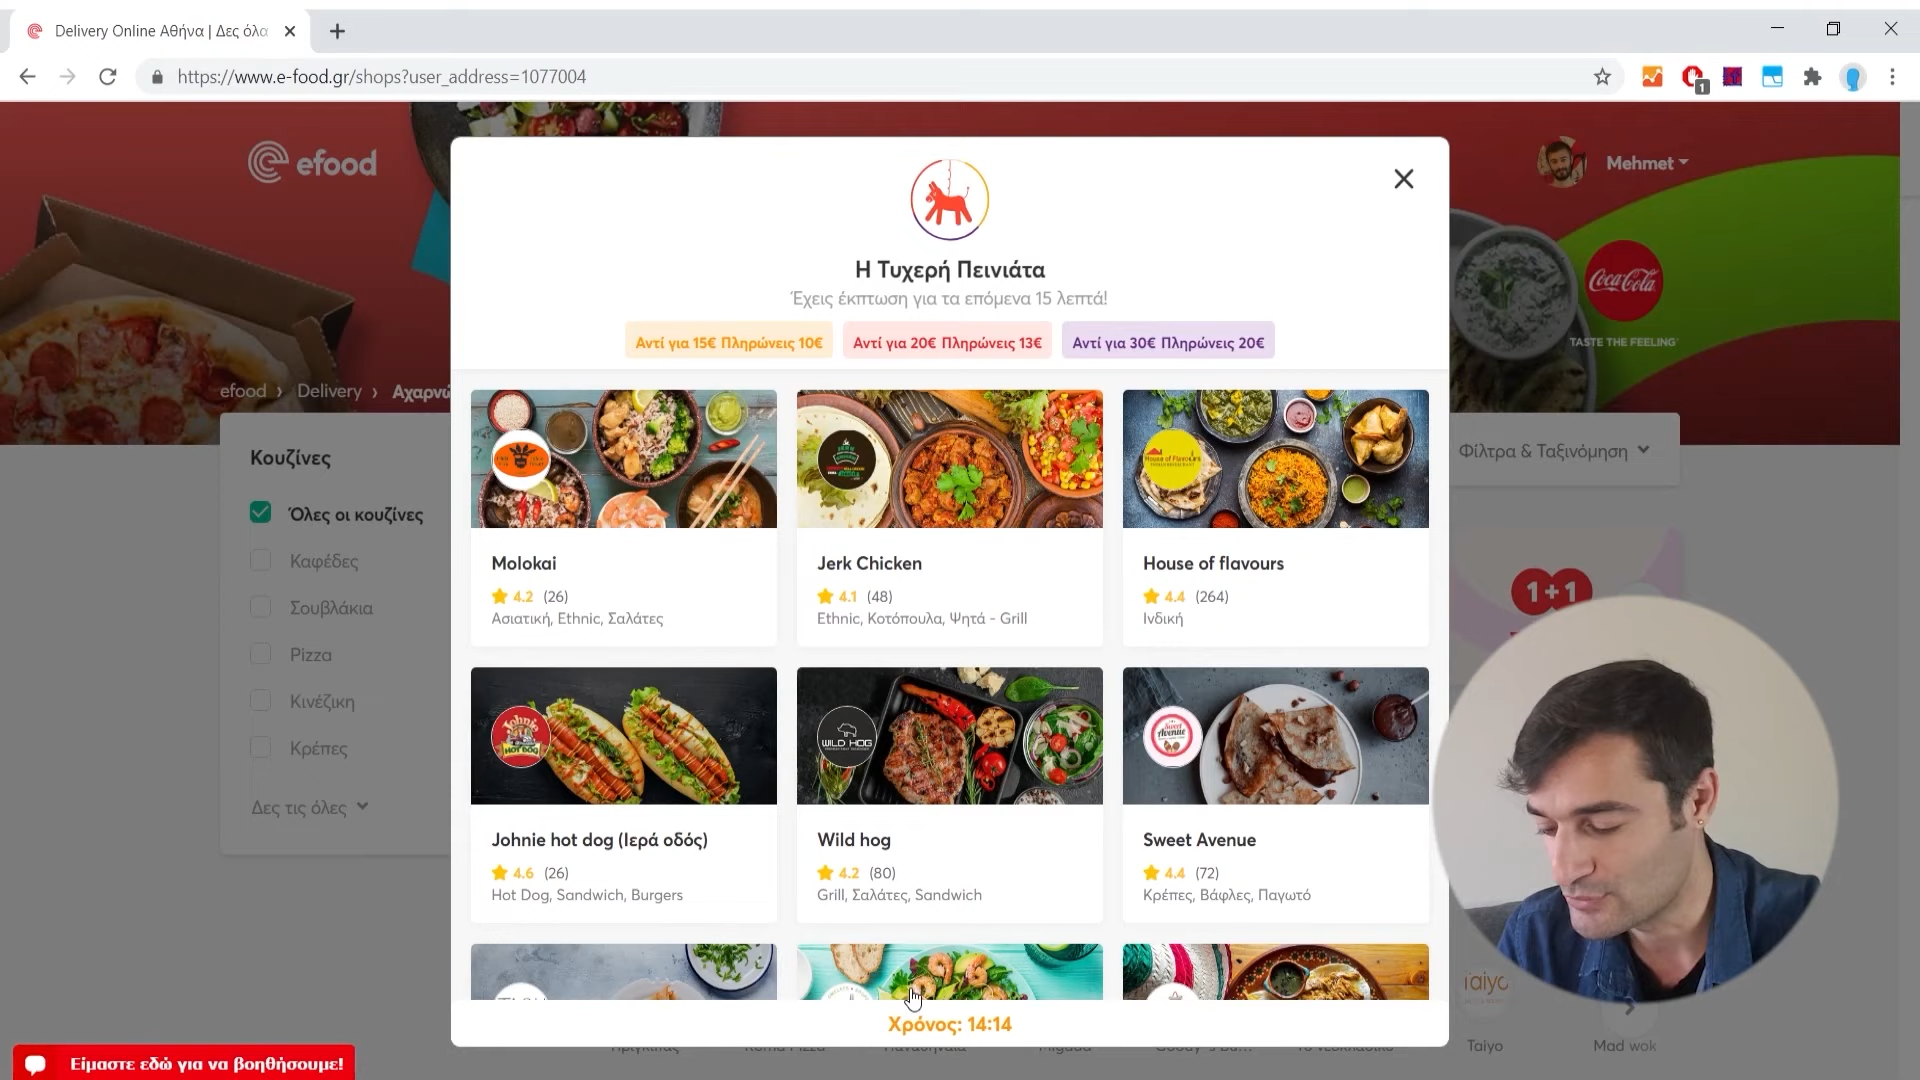 Delivery Online Αθήνα | Δες όλα
https://www.e-food.gr/shops?user_address=1077004
1
efood
Mehmet
Coca-Cola
TASTE THE FEELING
efood › Delivery ›
Κουζίνες
Όλες οι κουζίνες
Καφέδες
Σουβλάκια
Pizza
Κινέζικη
Κρέπες
Δες τις όλες
Φίλτρα & Ταξινόμηση
1+1
Η Τυχερή Πεινιάτα
Έχεις έκπτωση για τα επόμενα 15 λεπτά!
Αντί για 15€ Πληρώνεις 10€
Αντί για 20€ Πληρώνεις 13€
Αντί για 30€ Πληρώνεις 20€
Molokai
4.2 (26)
Ασιατική, Ethnic, Σαλάτες
Jerk Chicken
4.1 (48)
Ethnic, Κοτόπουλα, Ψητά - Grill
House of flavours
4.4 (264)
Ινδική
Johnie hot dog (Ιερά οδός)
4.6 (26)
Hot Dog, Sandwich, Burgers
WILD HOG
Wild hog
4.2 (80)
Grill, Σαλάτες, Sandwich
Sweet Avenue
Sweet Avenue
4.4 (72)
Κρέπες, Βάφλες, Παγωτό
Χρόνος: 14:14
Taiyo
Mad wok
Είμαστε εδώ για να βοηθήσουμε!